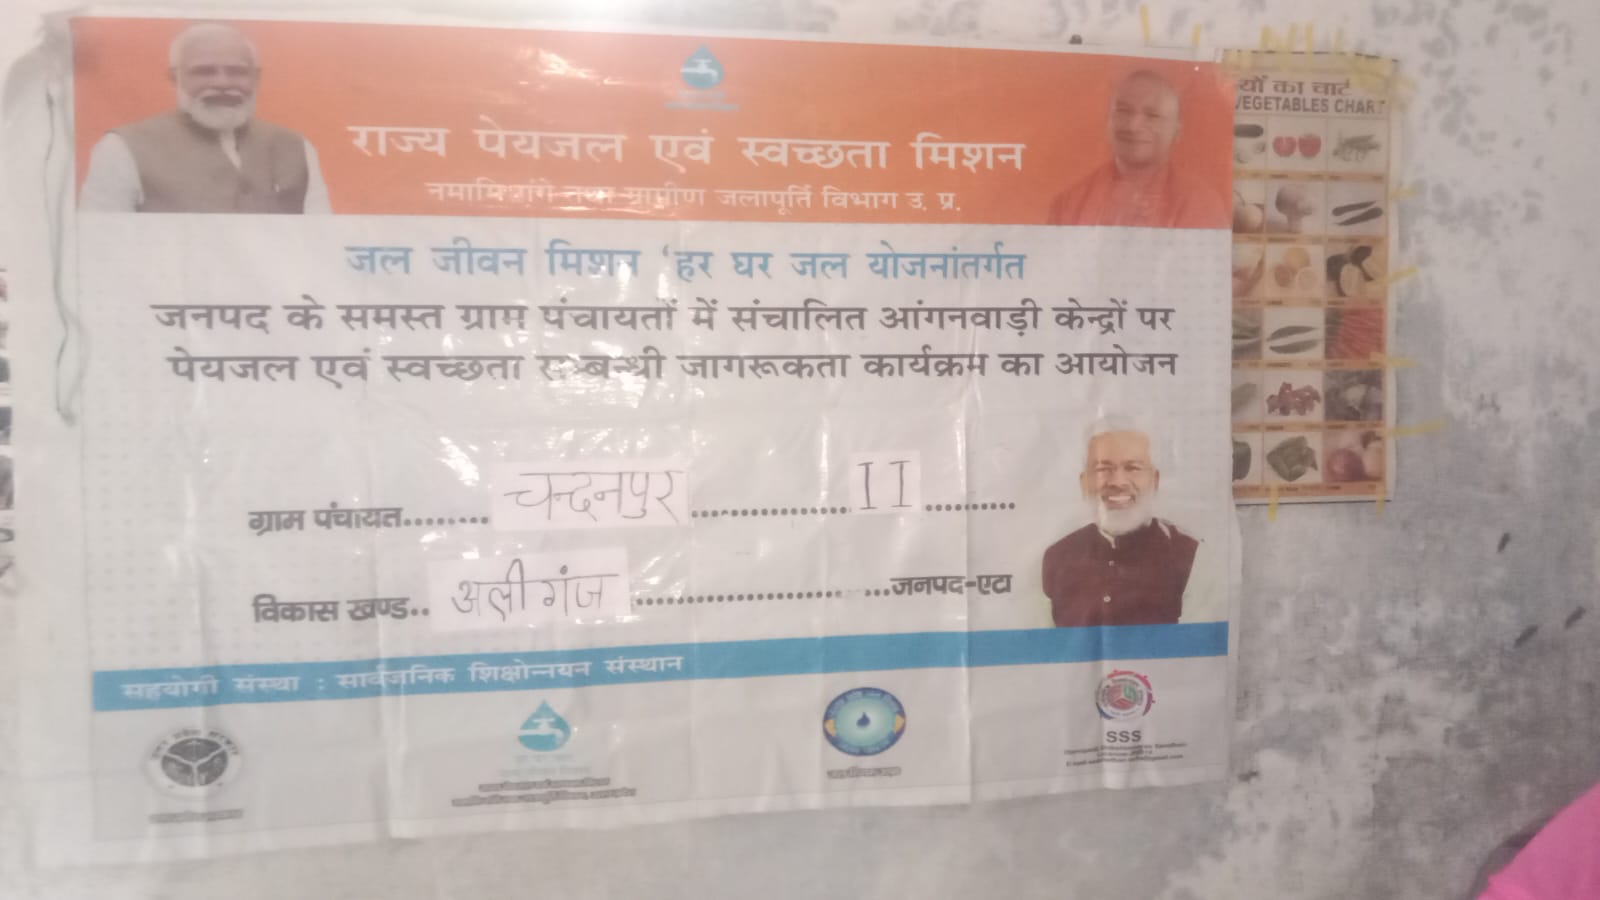 राज्य पेयजल एवं स्वच्छता मिशन
नमामि गंगे तथा ग्रामीण जलापूर्ति विभाग उ. प्र.
जल जीवन मिशन 'हर घर जल योजनांतर्गत
जनपद के समस्त ग्राम पंचायतों में संचालित आंगनवाड़ी केन्द्रों पर
पेयजल एवं स्वच्छता सम्बन्धी जागरूकता कार्यक्रम का आयोजन
ग्राम पंचायत........ चन्दनपुर ................ II ..........
विकास खण्ड.. अलीगंज ........................जनपद-एटा
सहयोगी संस्था : सार्वजनिक शिक्षोन्नयन संस्थान
SSS
यों का चार्ट
VEGETABLES CHART